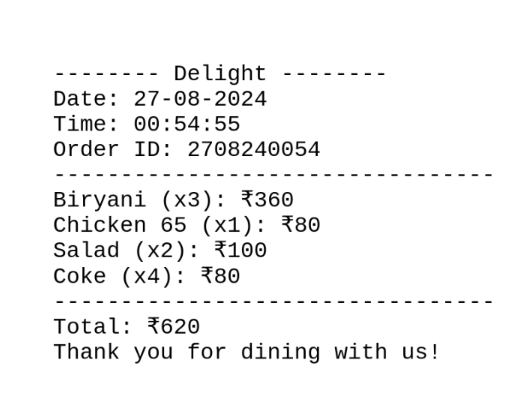 -------- Delight --------
Date: 27-08-2024
Time: 00:54:55
Order ID: 2708240054
---------------------------------
Biryani (x3): ₹360
Chicken 65 (x1): ₹80
Salad (x2): ₹100
Coke (x4): ₹80
---------------------------------
Total: ₹620
Thank you for dining with us!